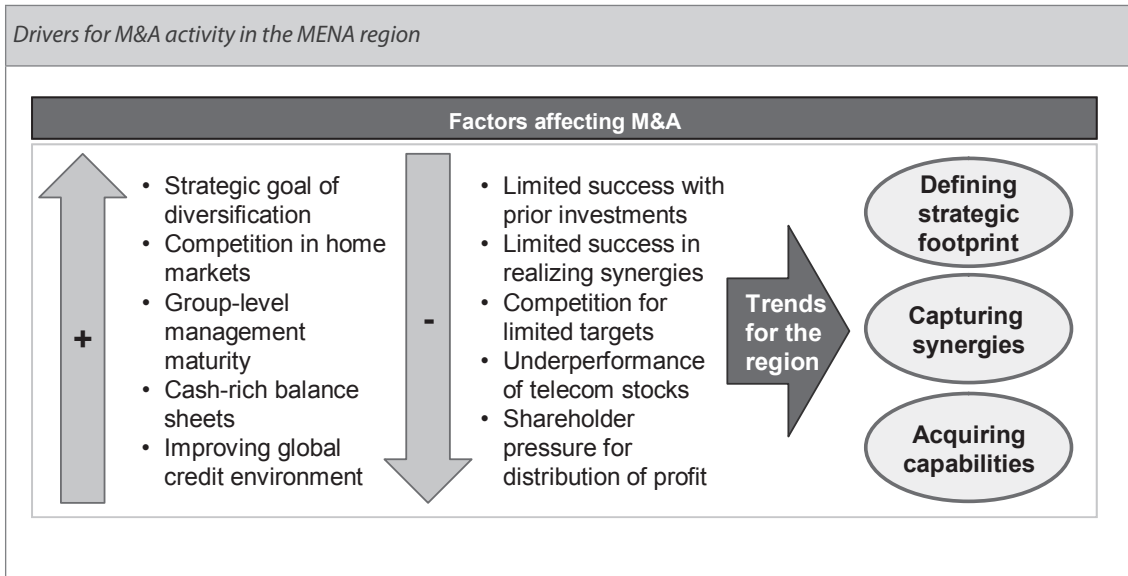 Drivers for M&A activity in the MENA region
Factors affecting M&A
+
• Strategic goal of
diversification
• Competition in home
markets
• Group-level
management
maturity
• Cash-rich balance
sheets
• Improving global
credit environment
-
• Limited success with
prior investments
• Limited success in
realizing synergies
• Competition for
limited targets
• Underperformance
of telecom stocks
• Shareholder
pressure for
distribution of profit
Trends
for the
region
Defining
strategic
footprint
Capturing
synergies
Acquiring
capabilities